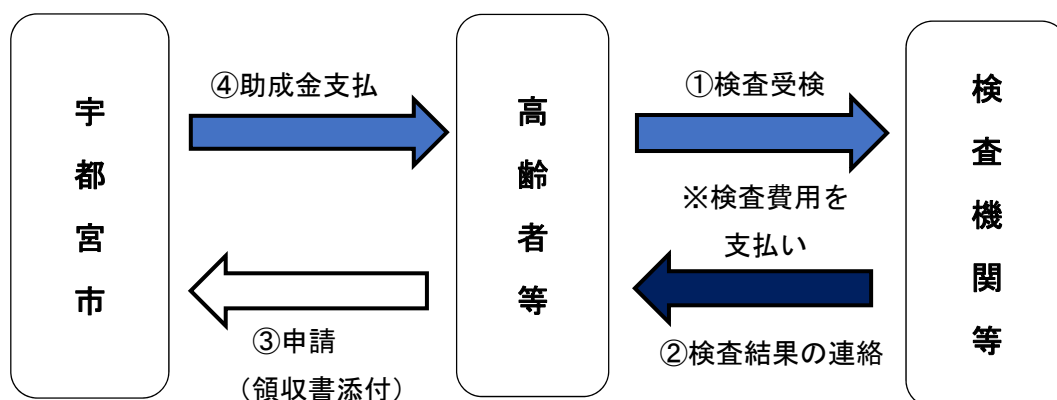 宇都宮市
④助成金支払
③申請
（領収書添付）
高齢者等
①検査受検
※検査費用を
支払い
②検査結果の連絡
検査機関等